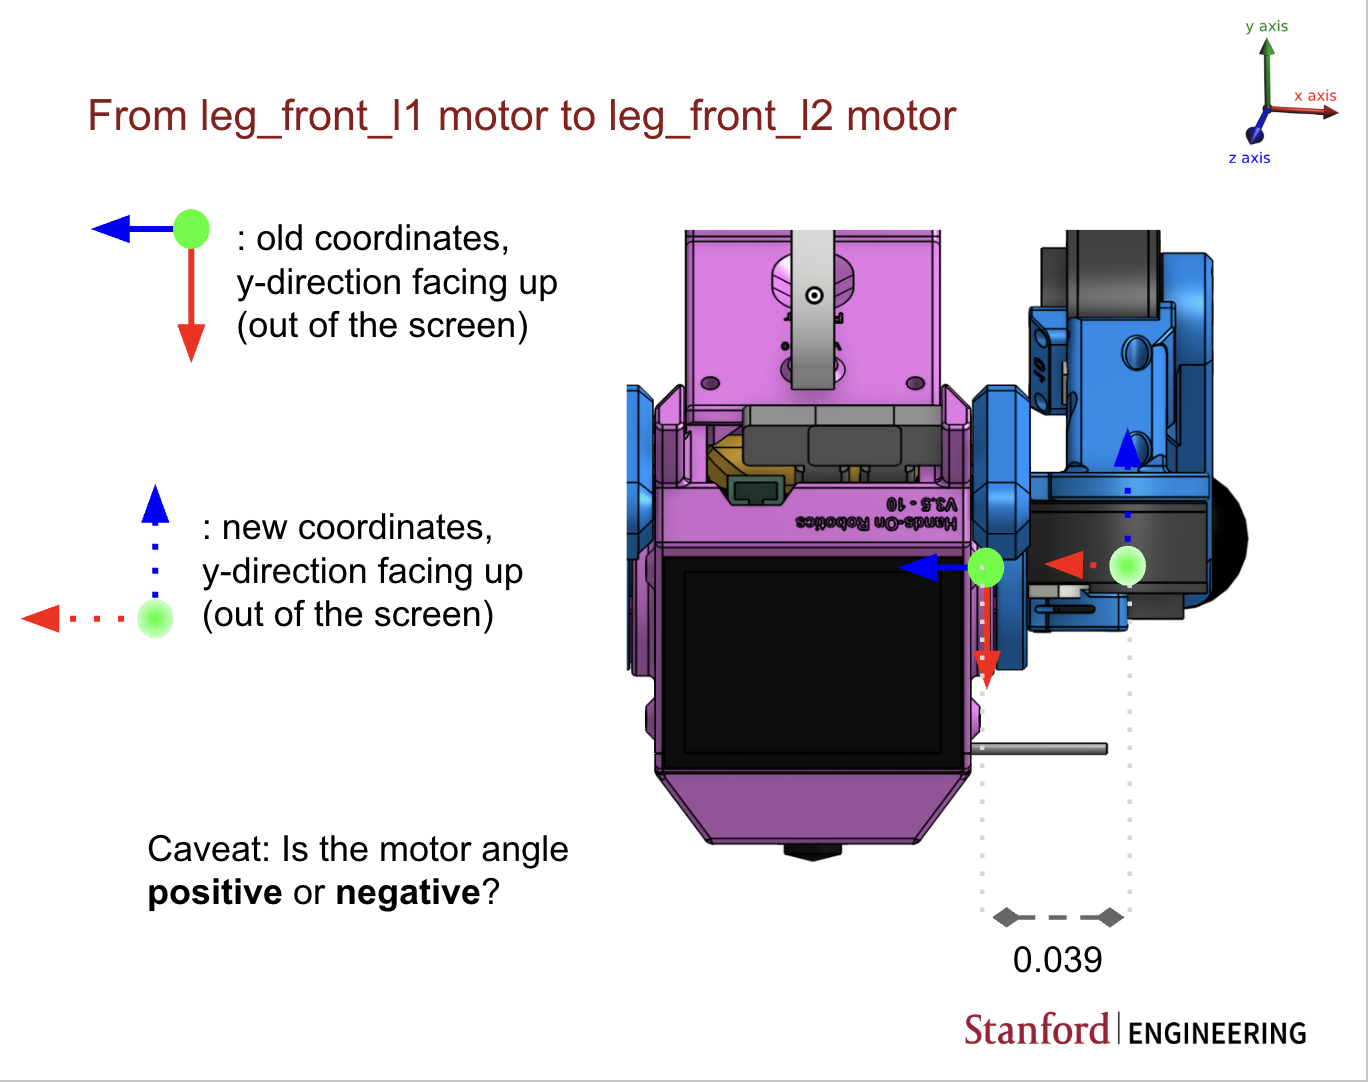 y axis
x axis
z axis
From leg_front_l1 motor to leg_front_l2 motor
: old coordinates,
y-direction facing up
(out of the screen)
: new coordinates,
y-direction facing up
(out of the screen)
V3.5 - 10
Hands-On Robotics
Caveat: Is the motor angle
positive or negative?
0.039
Stanford | ENGINEERING